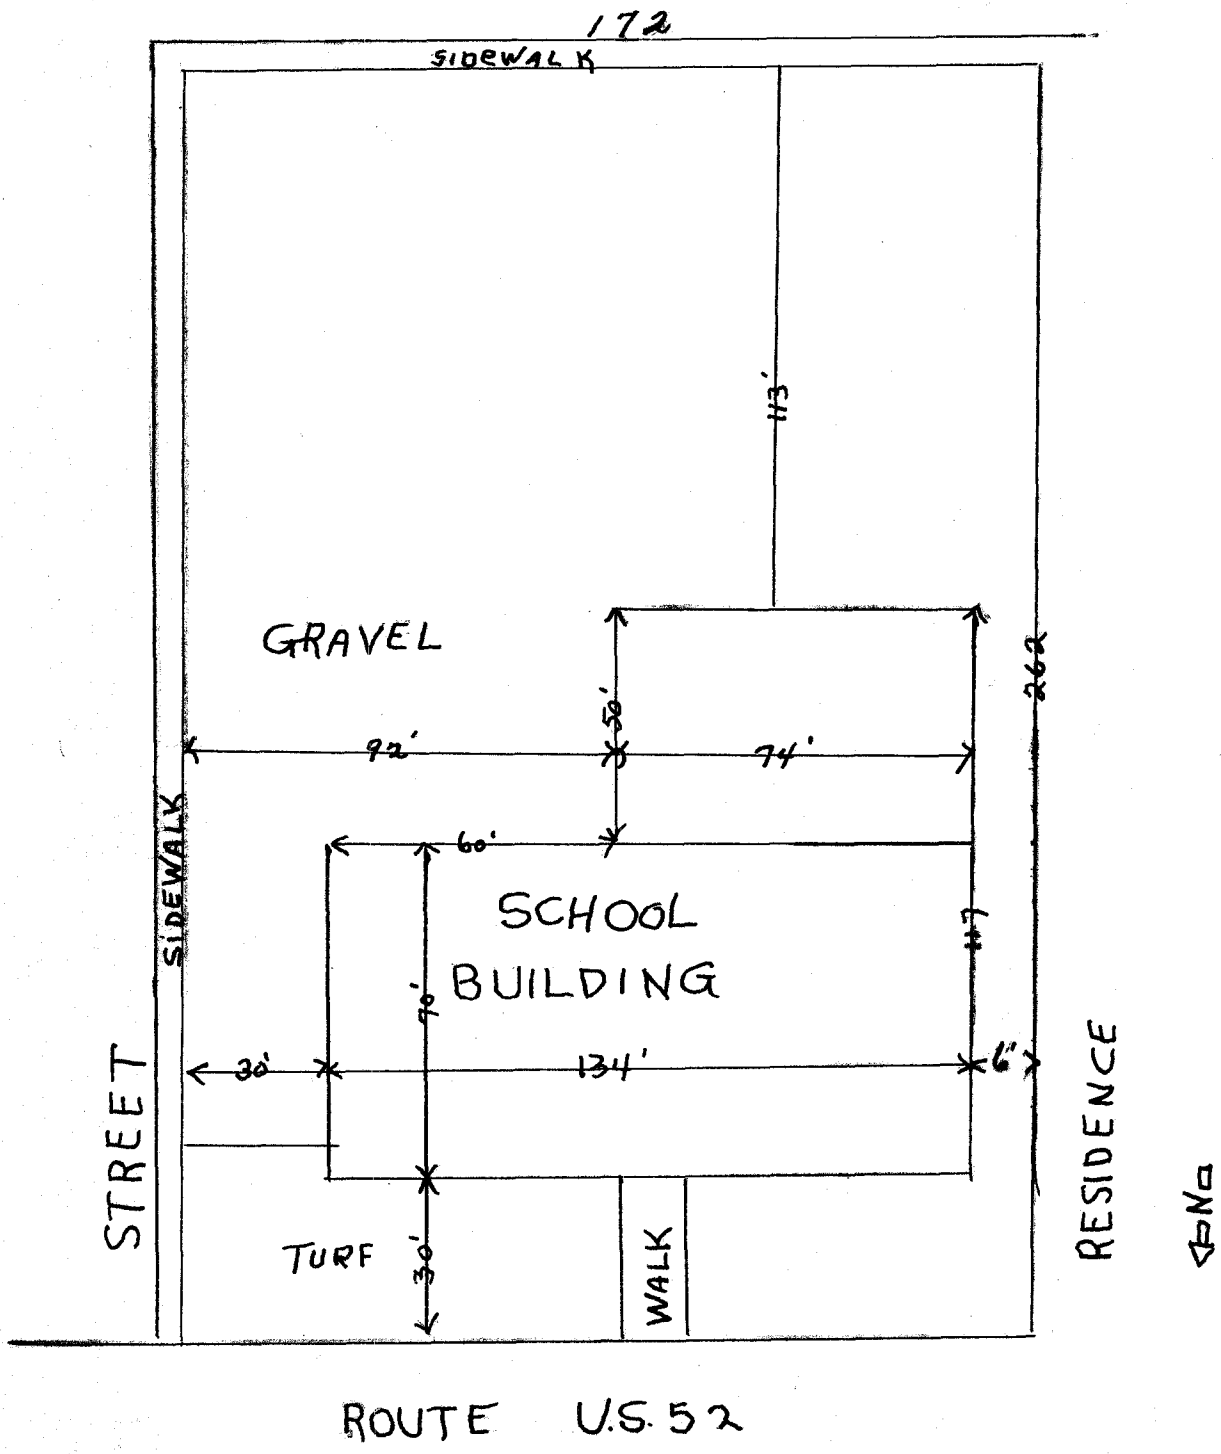 172
SIDEWALK
113'
GRAVEL
262
50'
92'
74'
SIDEWALK
60'
SCHOOL
117
BUILDING
70'
30'
134'
6"
STREET
RESIDENCE
N
TURF
30'
WALK
ROUTE U.S. 52